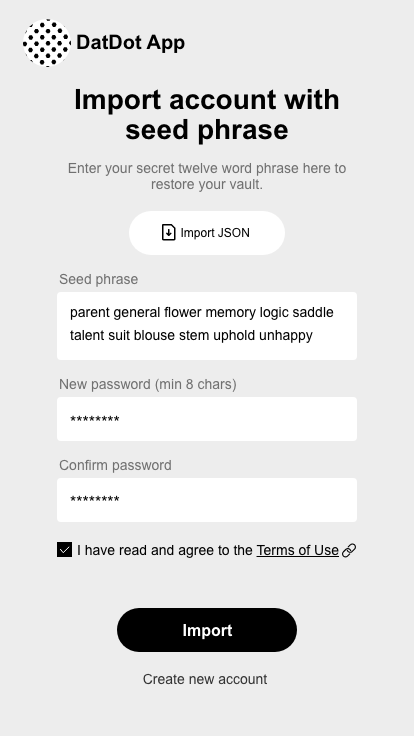 DatDot App
Import account with
seed phrase
Enter your secret twelve word phrase here to
restore your vault.
Import JSON
Seed phrase
parent general flower memory logic saddle
talent suit blouse stem uphold unhappy
New password (min 8 chars)
********
Confirm password
********
I have read and agree to the Terms of Use
Import
Create new account